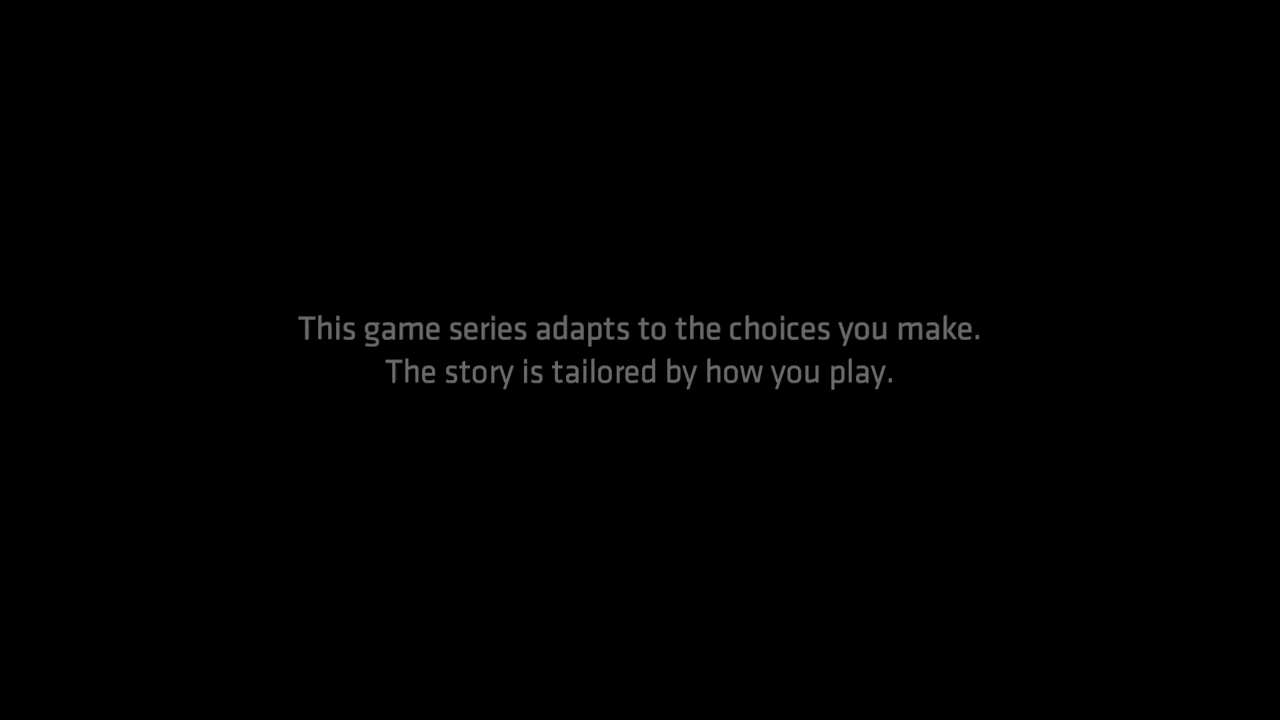 This game series adapts to the choices you make.
The story is tailored by how you play.